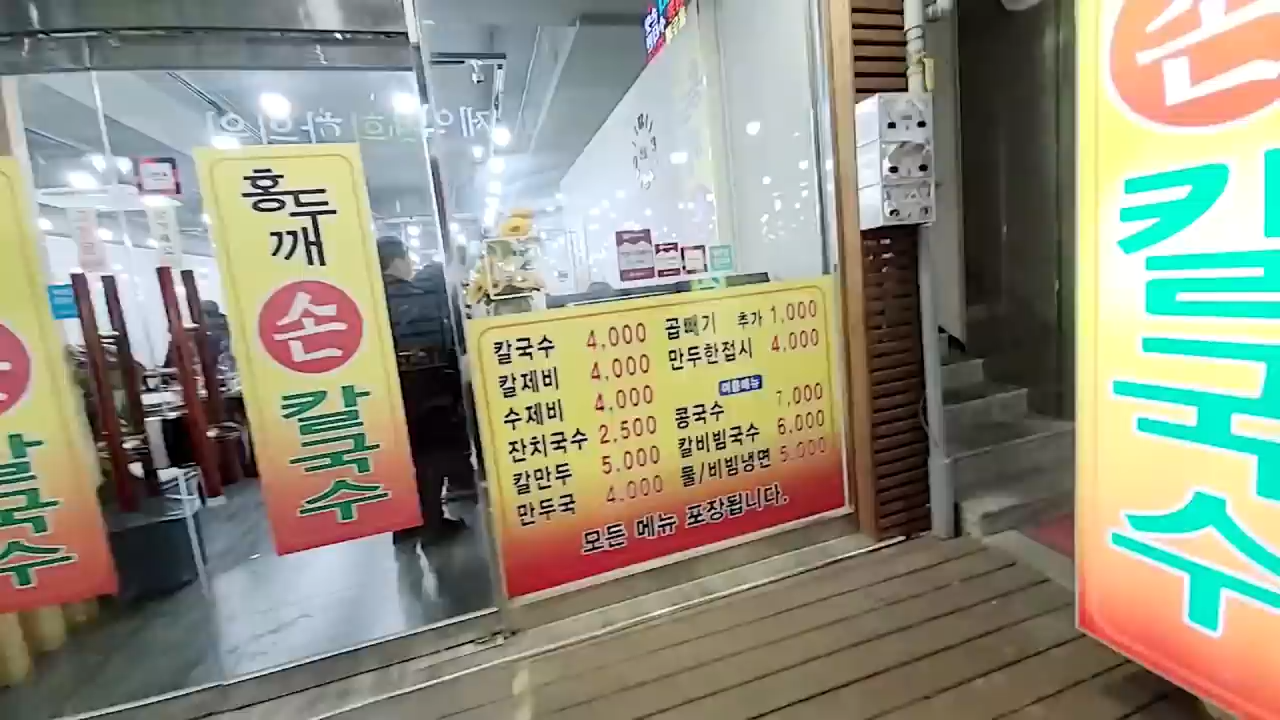 홍두깨
손
칼국수
칼국수 4,000
칼제비 4,000
수제비 4,000
잔치국수 2,500
칼만두 5,000
만두국 4,000
곱빼기 추가 1,000
만두한접시 4,000
여름메뉴
콩국수 7,000
칼비빔국수 6,000
물/비빔냉면 5,000
모든 메뉴 포장됩니다.
손
칼국수
칼국수